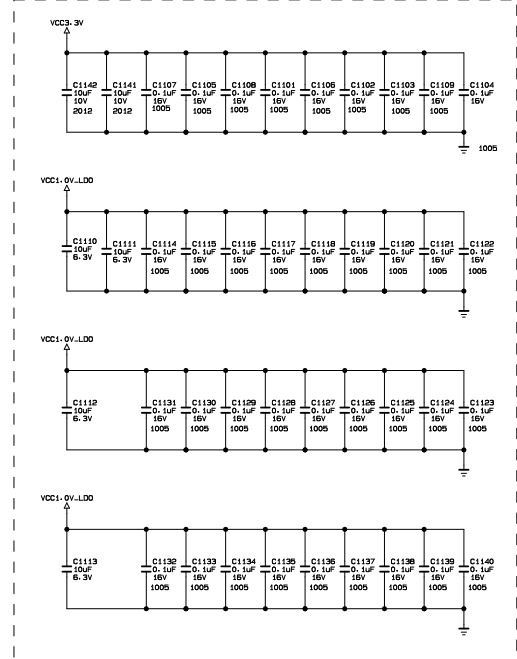 VCC3.3V
C1142
10uF
10V
2012
C1141
10uF
10V
2012
C1107
0.1uF
16V
1005
C1105
0.1uF
16V
1005
C1108
0.1uF
16V
1005
C1101
0.1uF
16V
1005
C1106
0.1uF
16V
1005
C1102
0.1uF
16V
1005
C1103
0.1uF
16V
1005
C1109
0.1uF
16V
1005
C1104
0.1uF
16V
1005
VCC1.0V_LDO
C1110
10uF
6.3V
C1111
10uF
6.3V
C1114
0.1uF
16V
1005
C1115
0.1uF
16V
1005
C1116
0.1uF
16V
1005
C1117
0.1uF
16V
1005
C1118
0.1uF
16V
1005
C1119
0.1uF
16V
1005
C1120
0.1uF
16V
1005
C1121
0.1uF
16V
1005
C1122
0.1uF
16V
1005
VCC1.0V_LDO
C1112
10uF
6.3V
C1131
0.1uF
16V
1005
C1130
0.1uF
16V
1005
C1129
0.1uF
16V
1005
C1128
0.1uF
16V
1005
C1127
0.1uF
16V
1005
C1126
0.1uF
16V
1005
C1125
0.1uF
16V
1005
C1124
0.1uF
16V
1005
C1123
0.1uF
16V
1005
VCC1.0V_LDO
C1113
10uF
6.3V
C1132
0.1uF
16V
1005
C1133
0.1uF
16V
1005
C1134
0.1uF
16V
1005
C1135
0.1uF
16V
1005
C1136
0.1uF
16V
1005
C1137
0.1uF
16V
1005
C1138
0.1uF
16V
1005
C1139
0.1uF
16V
1005
C1140
0.1uF
16V
1005